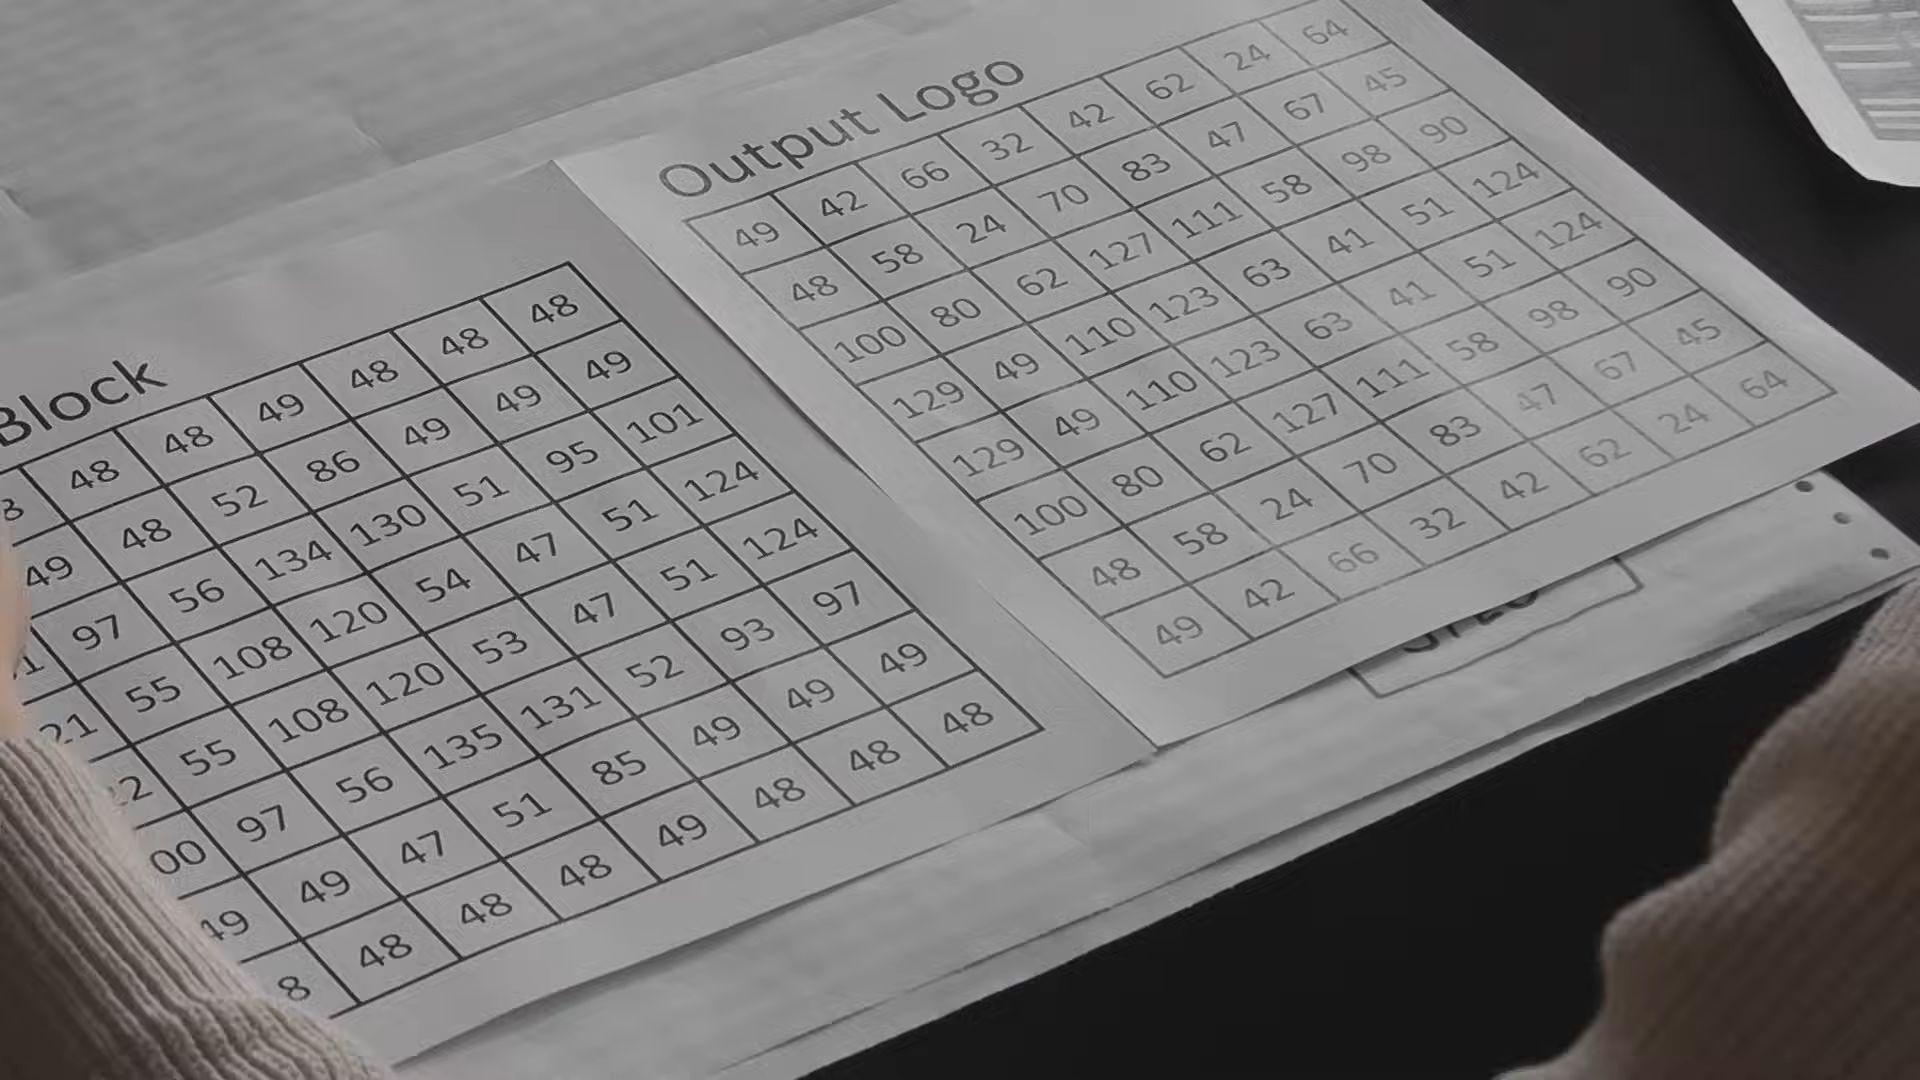 Block
48 48 49 48 48 48
49 48 52 86 49 49 49
97 56 134 130 51 95 101
21 55 108 120 54 47 51 124
2 55 108 120 53 47 51 124
00 97 56 135 131 52 93 97
49 49 47 51 85 49 49 49
8 48 48 48 49 48 48 48
Output Logo
49 42 66 32 42 62 24 64
48 58 24 70 83 47 67 45
100 80 62 127 111 58 98 90
129 49 110 123 63 41 51 124
129 49 110 123 63 41 51 124
100 80 62 127 111 58 98 90
48 58 24 70 83 47 67 45
49 42 66 32 42 62 24 64